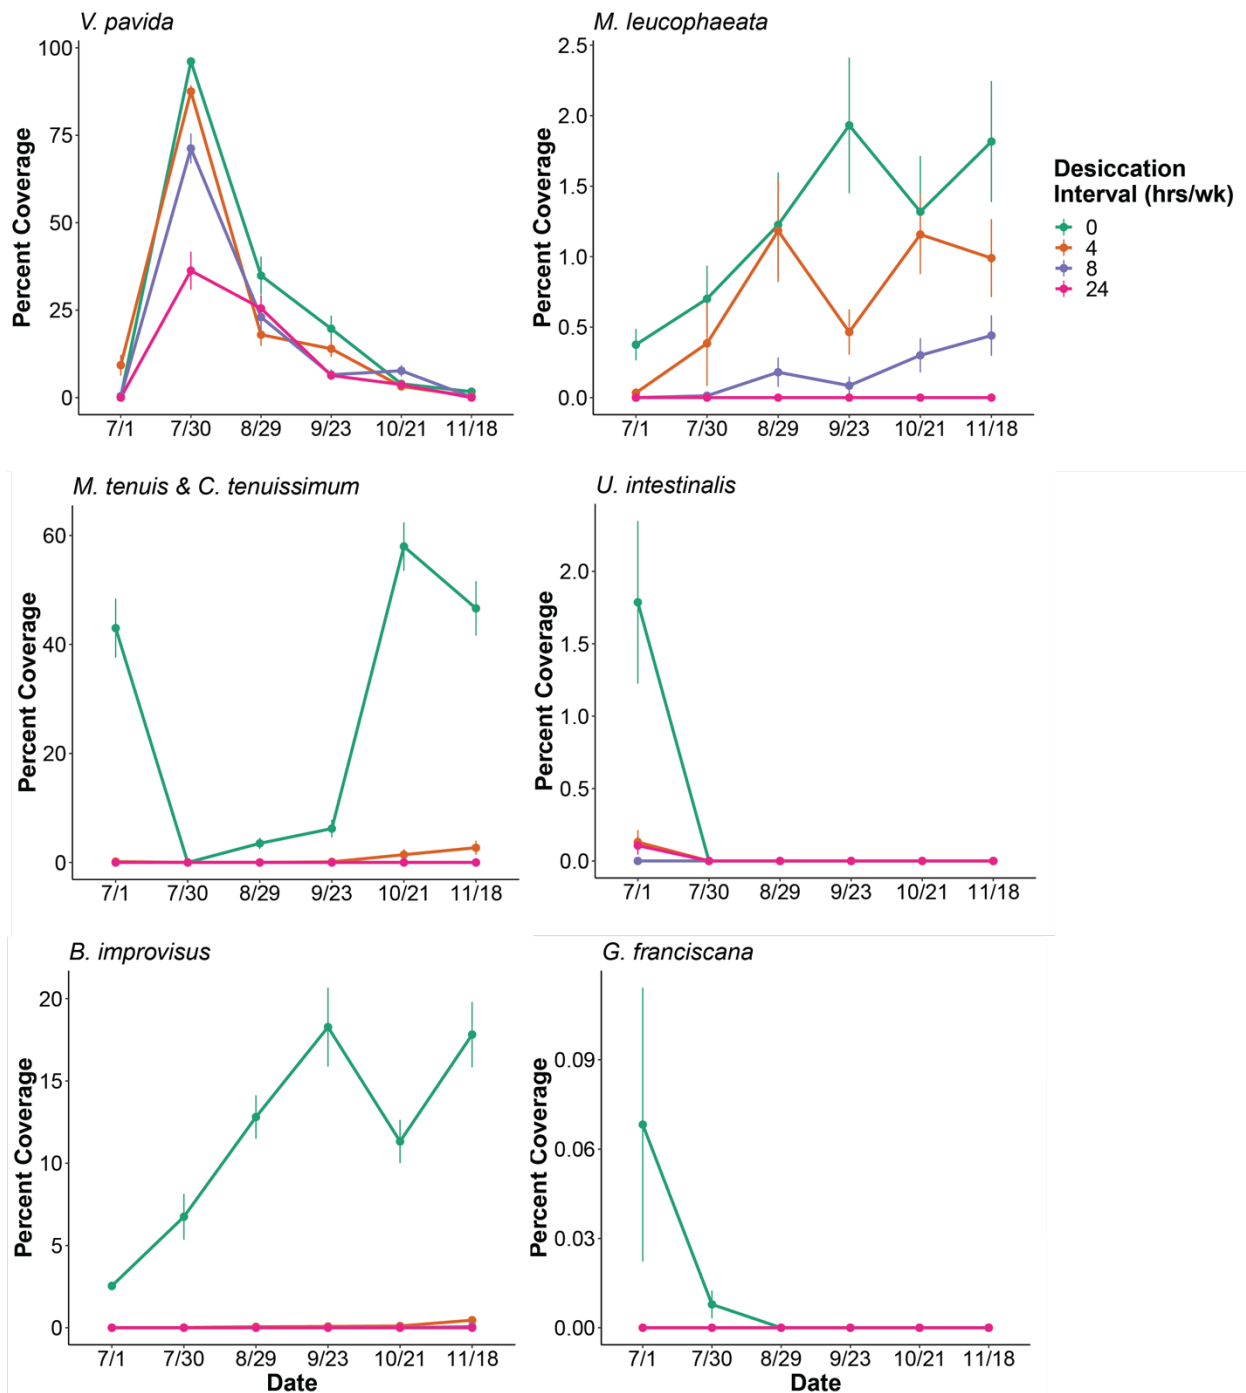 V. pavida
M. leucophaeata
Percent Coverage
100
75
50
25
0
7/1 7/30 8/29 9/23 10/21 11/18
Percent Coverage
2.5
2.0
1.5
1.0
0.5
0.0
7/1 7/30 8/29 9/23 10/21 11/18
Desiccation
Interval (hrs/wk)
0
4
8
24
M. tenuis & C. tenuissimum
U. intestinalis
Percent Coverage
60
40
20
0
7/1 7/30 8/29 9/23 10/21 11/18
Percent Coverage
2.0
1.5
1.0
0.5
0.0
7/1 7/30 8/29 9/23 10/21 11/18
B. improvisus
G. franciscana
Percent Coverage
20
15
10
5
0
7/1 7/30 8/29 9/23 10/21 11/18
Date
Percent Coverage
0.09
0.06
0.03
0.00
7/1 7/30 8/29 9/23 10/21 11/18
Date